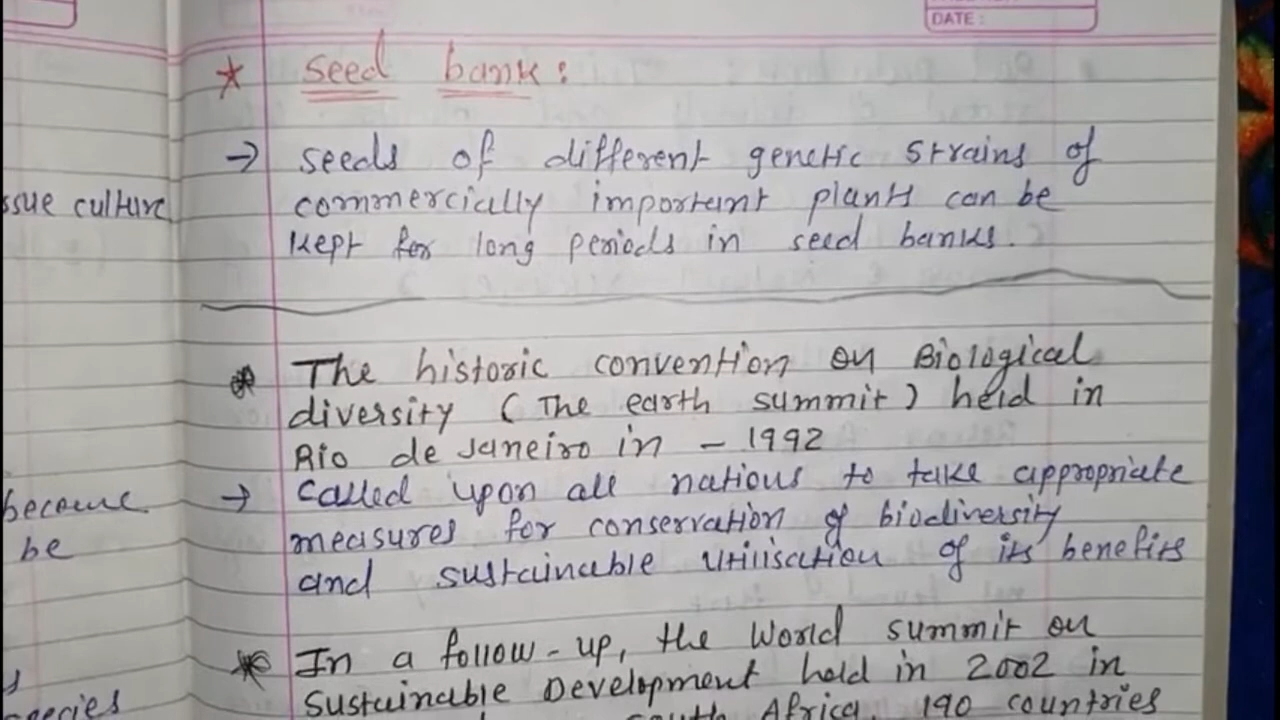 DATE :
★ seed bank:
→ seeds of different genetic strains of
commercially important plants can be
kept for long periods in seed banks.
* The historic convention on Biological
diversity (The earth summit) held in
Rio de Janeiro in - 1992
→ called upon all nations to take appropriate
measures for conservation of biodiversity
and sustainable utilisation of its benefits
* In a follow-up, the World summit on
Sustainable Development held in 2002 in
South Africa, 190 countries
ssue culture
become
be
pecies